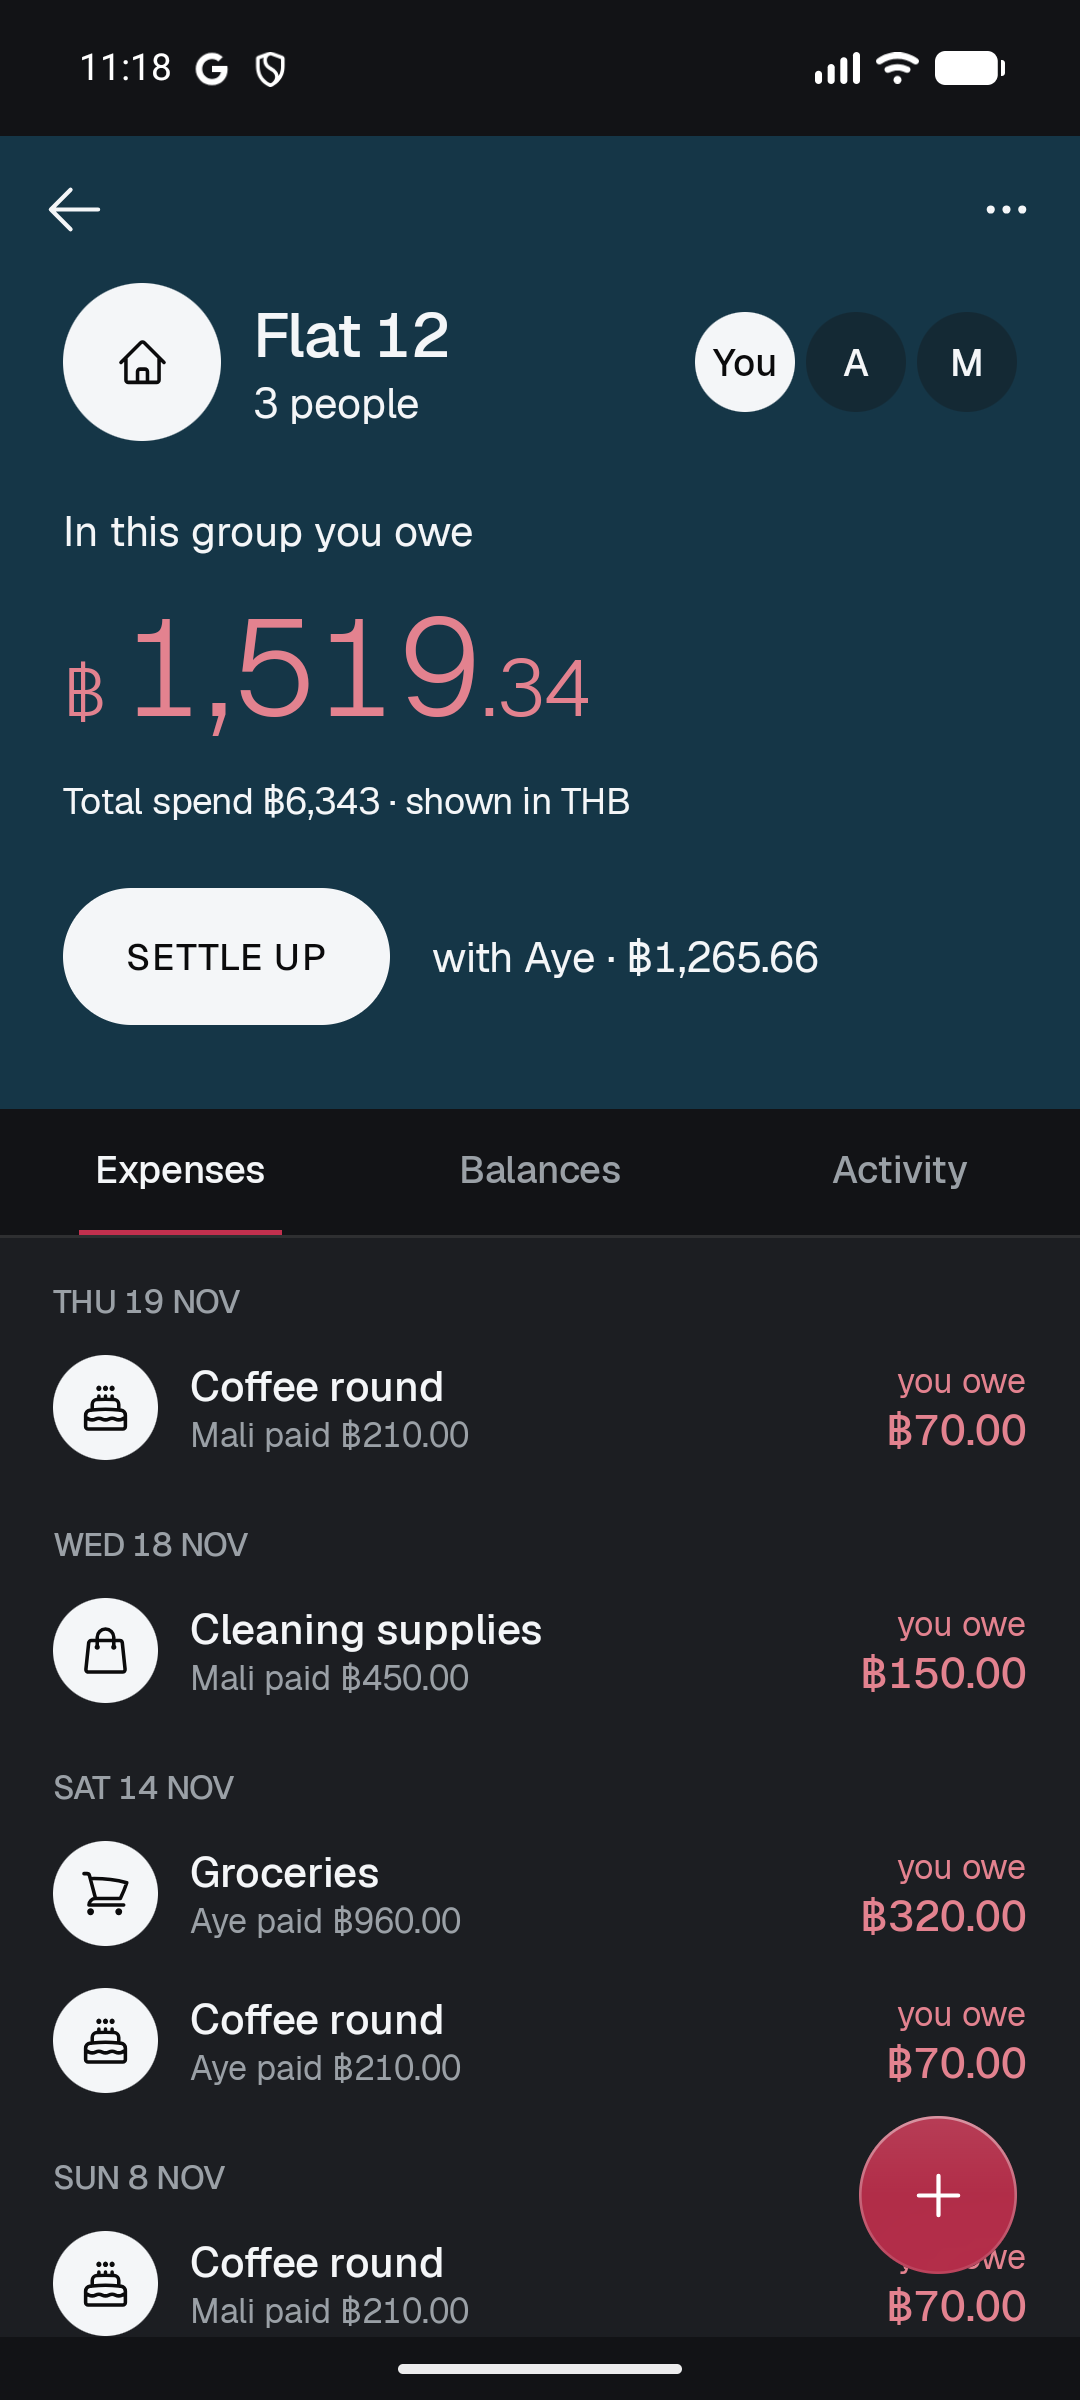 11:18
Flat 12
3 people
You
A
M
In this group you owe
฿ 1,519.34
Total spend ฿6,343 · shown in THB
SETTLE UP
with Aye · ฿1,265.66
Expenses
Balances
Activity
THU 19 NOV
Coffee round
you owe
Mali paid ฿210.00
฿70.00
WED 18 NOV
Cleaning supplies
you owe
Mali paid ฿450.00
฿150.00
SAT 14 NOV
Groceries
you owe
Aye paid ฿960.00
฿320.00
Coffee round
you owe
Aye paid ฿210.00
฿70.00
SUN 8 NOV
Coffee round
Mali paid ฿210.00
฿70.00